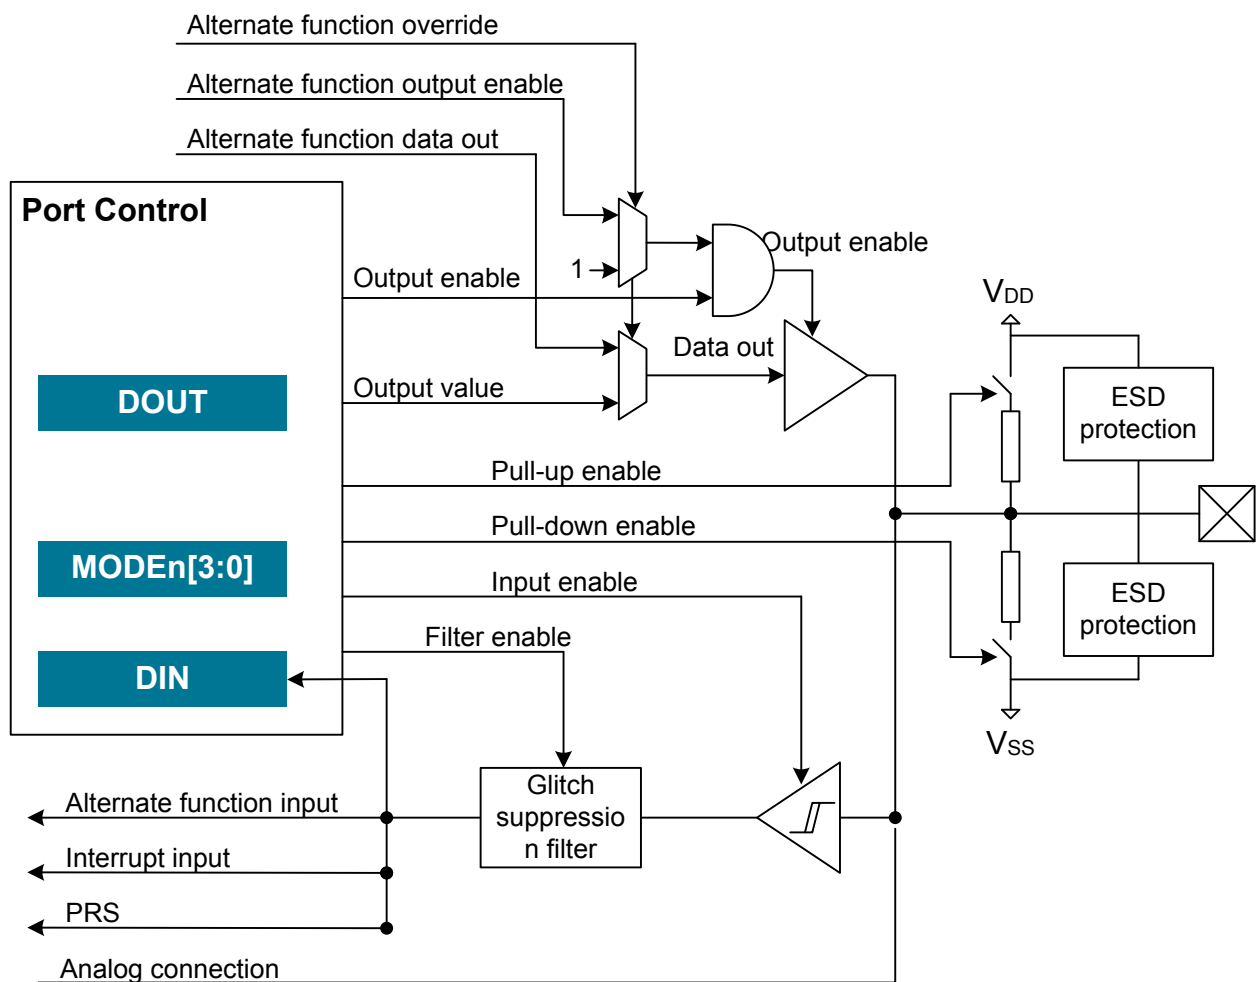 Alternate function override
Alternate function output enable
Alternate function data out
Port Control
Output enable
1
Output enable
VDD
Data out
DOUT
Output value
ESD
protection
Pull-up enable
Pull-down enable
MODEn[3:0]
Input enable
ESD
protection
Filter enable
DIN
VSS
Glitch
suppressio
n filter
Alternate function input
Interrupt input
PRS
Analog connection